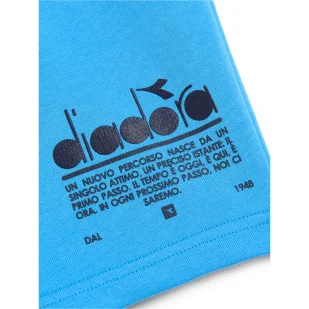 diadora
UN NUOVO PERCORSO NASCE DA UN
SINGOLO ATTIMO, UN PRECISO ISTANTE: IL
PRIMO PASSO. IL TEMPO È OGGI, È QUI, È
ORA. IN OGNI PROSSIMO PASSO. NOI CI
SAREMO.
DAL 1948